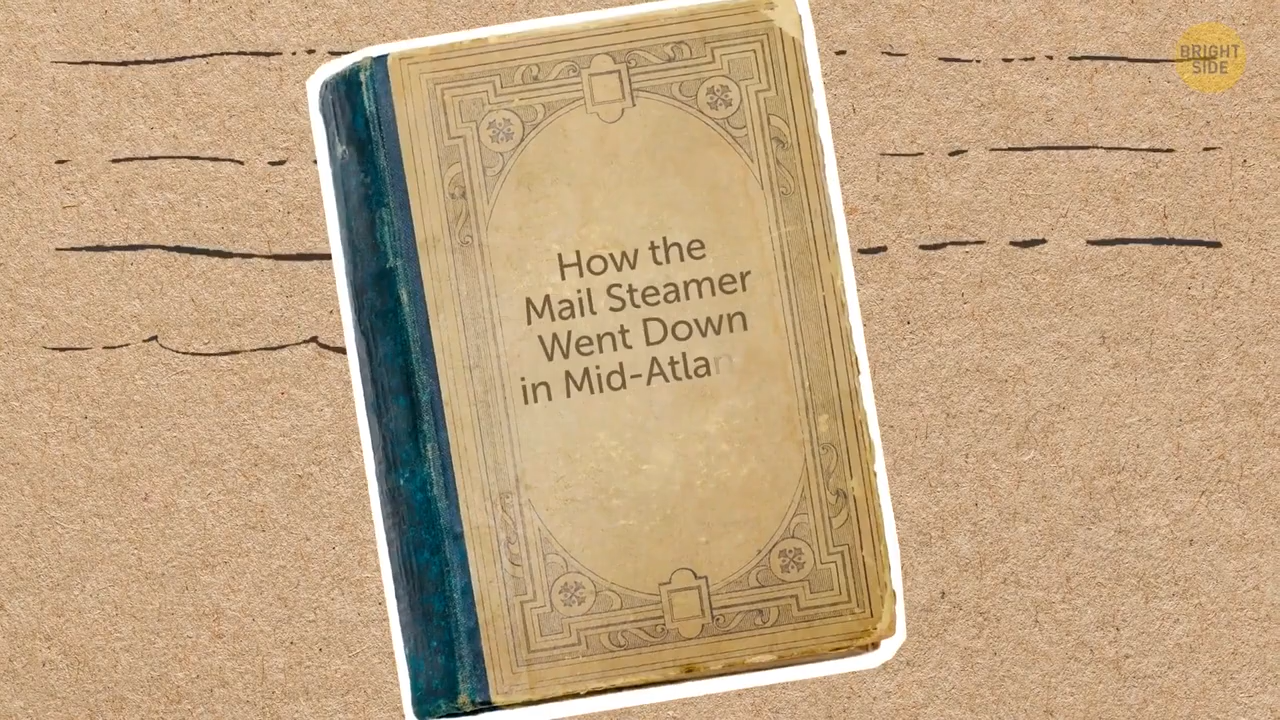 BRIGHT
SIDE
How the
Mail Steamer
Went Down
in Mid-Atlan